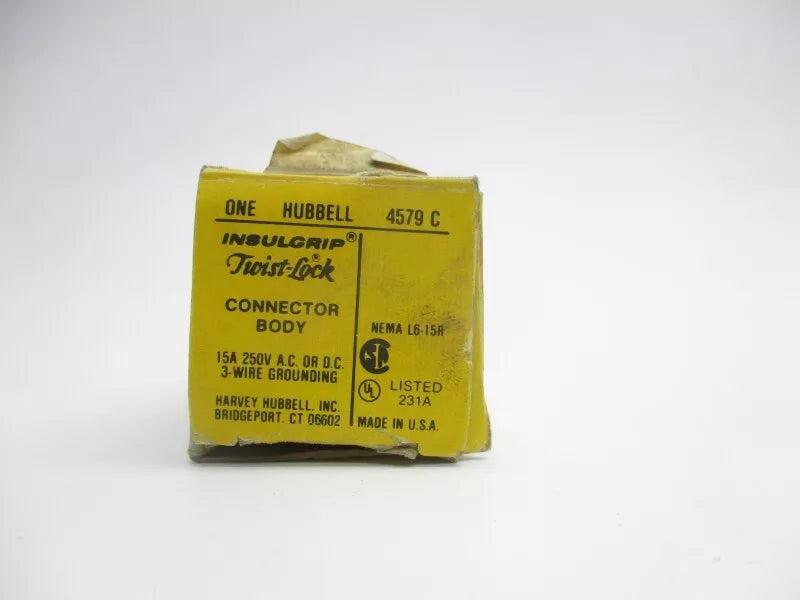 ONE HUBBELL 4579 C
INSULGRIP®
Twist-Lock®
CONNECTOR
BODY
15A 250V A.C. OR D.C.
3-WIRE GROUNDING
HARVEY HUBBELL, INC.
BRIDGEPORT, CT 06602
NEMA L6-15R
UL LISTED
231A
MADE IN U.S.A.